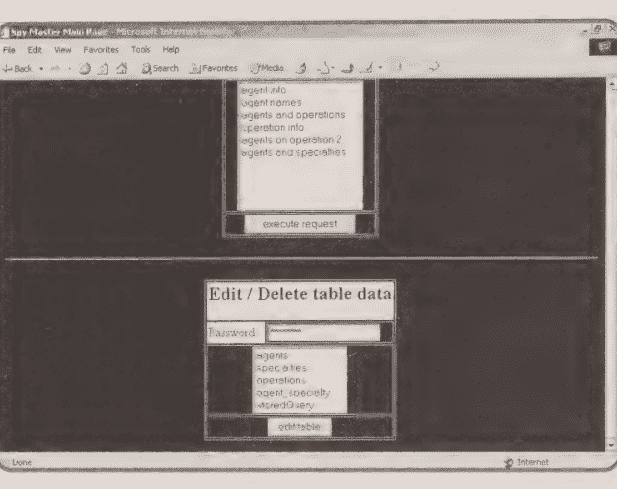 Spy Master Main Page - Microsoft Internet Explorer
File Edit View Favorites Tools Help
Back Search Favorites Media
agent info
agent names
agents and operations
operation info
agents on operation 2
agents and specialties
execute request
Edit / Delete table data
Password *******
agents
specialties
operations
agent_specialty
storedQuery
edit table
Done Internet